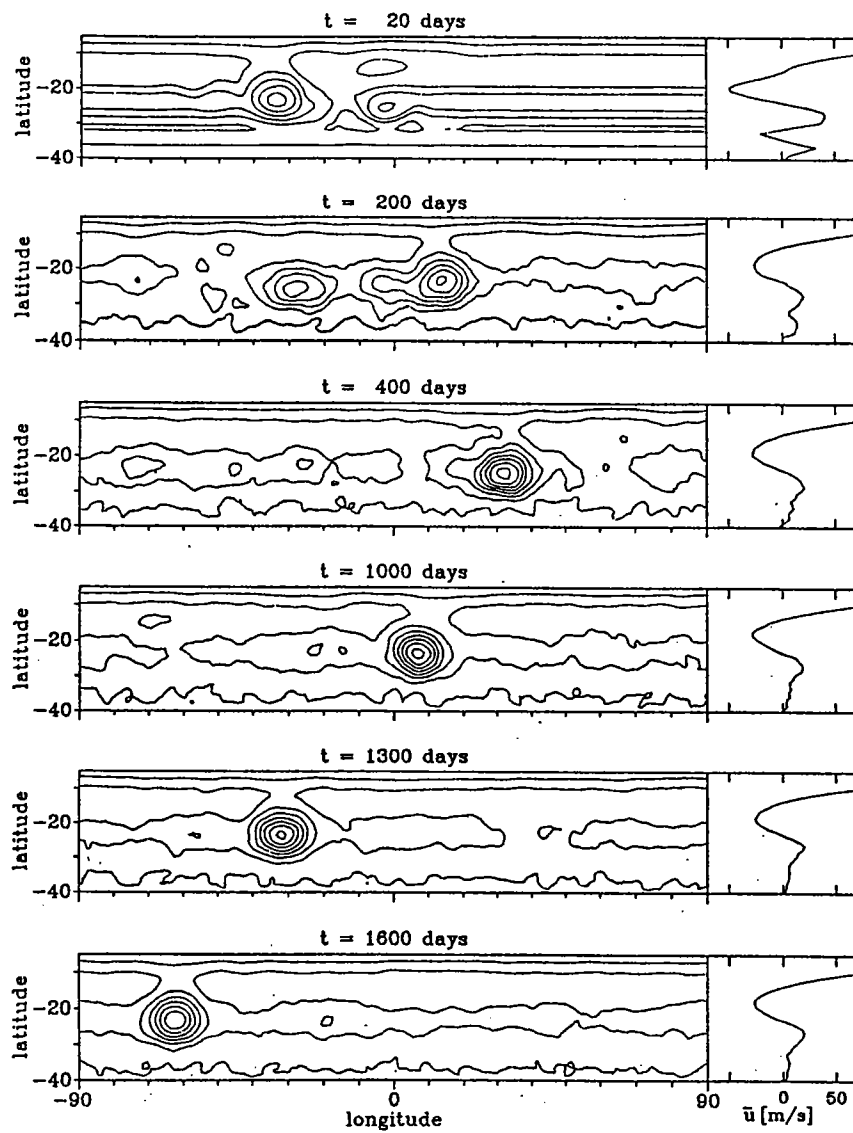 t = 20 days
latitude
-20
-40
t = 200 days
latitude
-20
-40
t = 400 days
latitude
-20
-40
t = 1000 days
latitude
-20
-40
t = 1300 days
latitude
-20
-40
t = 1600 days
latitude
-20
-40
-90 0 90 0 50
longitude ū [m/s]